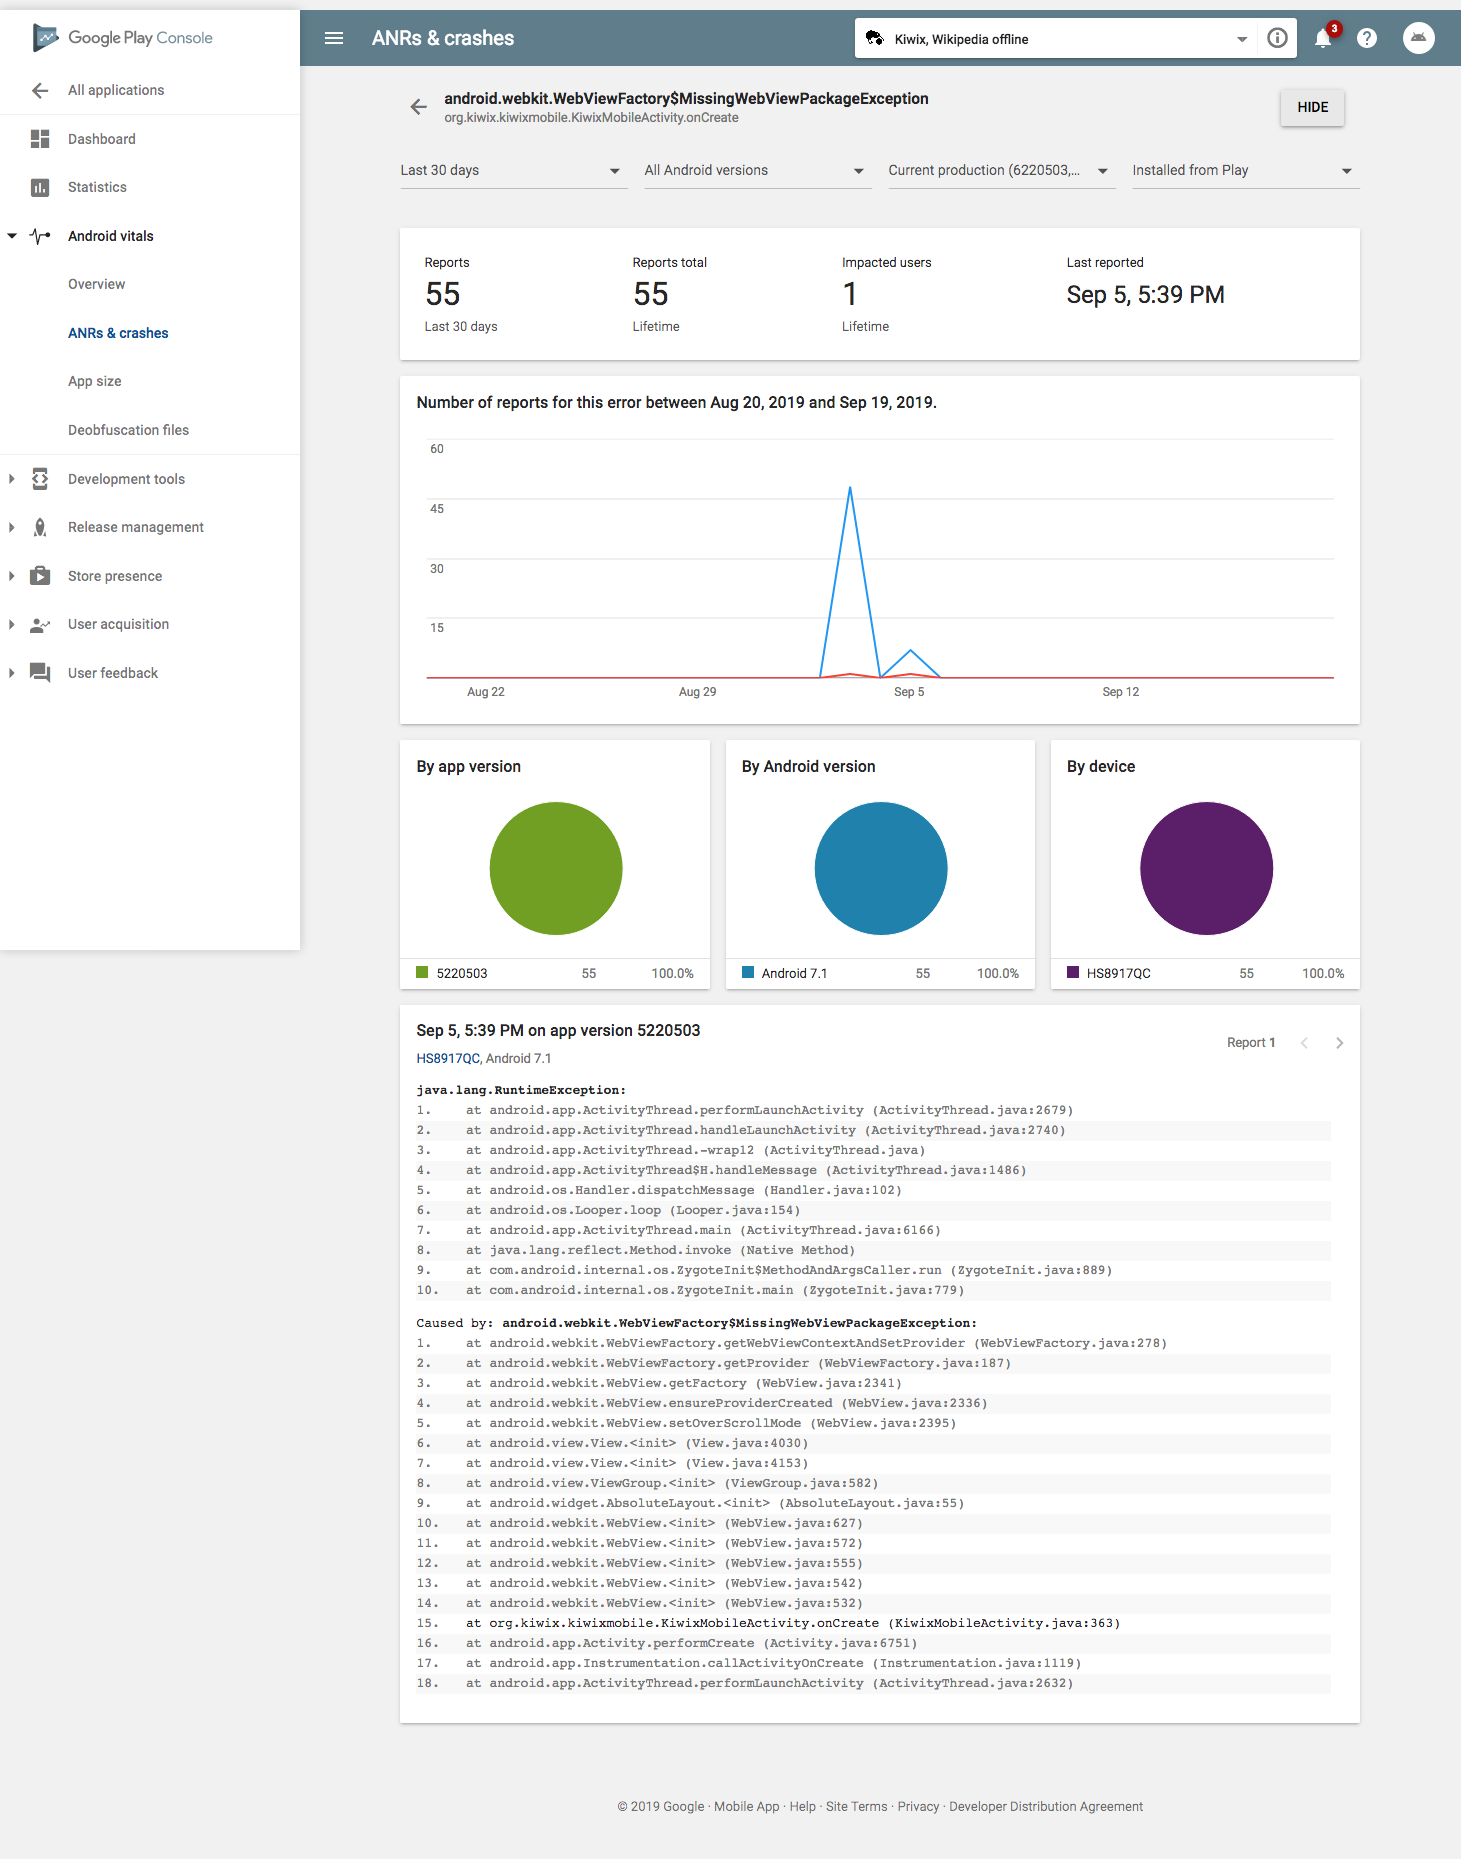 Google Play Console
All applications
Dashboard
Statistics
Android vitals
Overview
ANRs & crashes
App size
Deobfuscation files
Development tools
Release management
Store presence
User acquisition
User feedback
ANRs & crashes
Kiwix, Wikipedia offline
3
android.webkit.WebViewFactory$MissingWebViewPackageException
org.kiwix.kiwixmobile.KiwixMobileActivity.onCreate
HIDE
Last 30 days All Android versions Current production (6220503,... Installed from Play
Reports Reports total Impacted users Last reported
55 55 1 Sep 5, 5:39 PM
Last 30 days Lifetime Lifetime
Number of reports for this error between Aug 20, 2019 and Sep 19, 2019.
60
45
30
15
Aug 22 Aug 29 Sep 5 Sep 12
By app version
5220503 55 100.0%
By Android version
Android 7.1 55 100.0%
By device
HS8917QC 55 100.0%
Sep 5, 5:39 PM on app version 5220503
Report 1
HS8917QC, Android 7.1
java.lang.RuntimeException:
1. at android.app.ActivityThread.performLaunchActivity (ActivityThread.java:2679)
2. at android.app.ActivityThread.handleLaunchActivity (ActivityThread.java:2740)
3. at android.app.ActivityThread.-wrap12 (ActivityThread.java)
4. at android.app.ActivityThread$H.handleMessage (ActivityThread.java:1486)
5. at android.os.Handler.dispatchMessage (Handler.java:102)
6. at android.os.Looper.loop (Looper.java:154)
7. at android.app.ActivityThread.main (ActivityThread.java:6166)
8. at java.lang.reflect.Method.invoke (Native Method)
9. at com.android.internal.os.ZygoteInit$MethodAndArgsCaller.run (ZygoteInit.java:889)
10. at com.android.internal.os.ZygoteInit.main (ZygoteInit.java:779)
Caused by: android.webkit.WebViewFactory$MissingWebViewPackageException:
1. at android.webkit.WebViewFactory.getWebViewContextAndSetProvider (WebViewFactory.java:278)
2. at android.webkit.WebViewFactory.getProvider (WebViewFactory.java:187)
3. at android.webkit.WebView.getFactory (WebView.java:2341)
4. at android.webkit.WebView.ensureProviderCreated (WebView.java:2336)
5. at android.webkit.WebView.setOverScrollMode (WebView.java:2395)
6. at android.view.View.<init> (View.java:4030)
7. at android.view.View.<init> (View.java:4153)
8. at android.view.ViewGroup.<init> (ViewGroup.java:582)
9. at android.widget.AbsoluteLayout.<init> (AbsoluteLayout.java:55)
10. at android.webkit.WebView.<init> (WebView.java:627)
11. at android.webkit.WebView.<init> (WebView.java:572)
12. at android.webkit.WebView.<init> (WebView.java:555)
13. at android.webkit.WebView.<init> (WebView.java:542)
14. at android.webkit.WebView.<init> (WebView.java:532)
15. at org.kiwix.kiwixmobile.KiwixMobileActivity.onCreate (KiwixMobileActivity.java:363)
16. at android.app.Activity.performCreate (Activity.java:6751)
17. at android.app.Instrumentation.callActivityOnCreate (Instrumentation.java:1119)
18. at android.app.ActivityThread.performLaunchActivity (ActivityThread.java:2632)
© 2019 Google · Mobile App · Help · Site Terms · Privacy · Developer Distribution Agreement